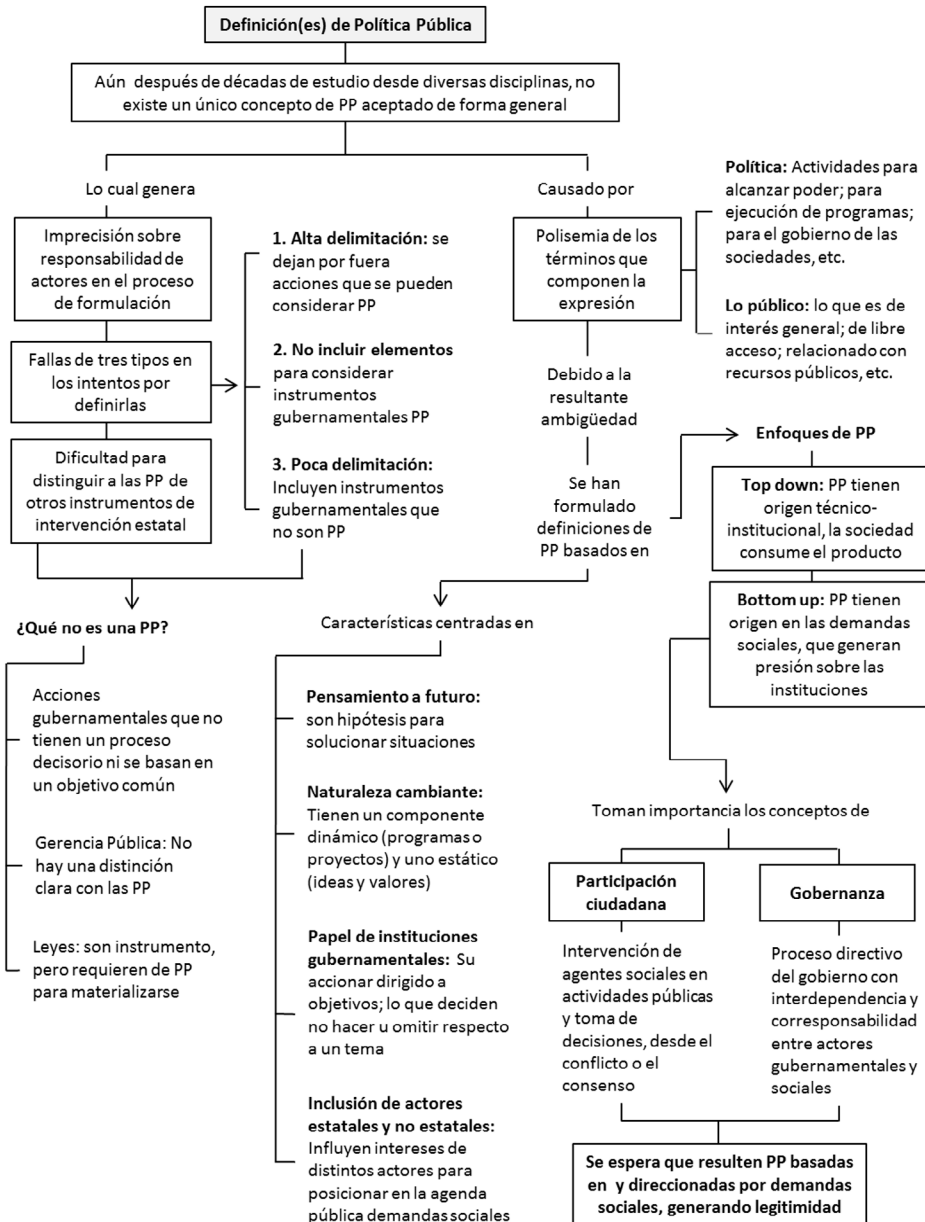 Definición(es) de Política Pública
Aún después de décadas de estudio desde diversas disciplinas, no
existe un único concepto de PP aceptado de forma general
Lo cual genera
Imprecisión sobre
responsabilidad de
actores en el proceso
de formulación
Fallas de tres tipos en
los intentos por
definirlas
Dificultad para
distinguir a las PP de
otros instrumentos de
intervención estatal
1. Alta delimitación: se
dejan por fuera
acciones que se pueden
considerar PP
2. No incluir elementos
para considerar
instrumentos
gubernamentales PP
3. Poca delimitación:
Incluyen instrumentos
gubernamentales que
no son PP
¿Qué no es una PP?
Acciones
gubernamentales que no
tienen un proceso
decisorio ni se basan en
un objetivo común
Gerencia Pública: No
hay una distinción
clara con las PP
Leyes: son instrumento,
pero requieren de PP
para materializarse
Causado por
Polisemia de los
términos que
componen la
expresión
Política: Actividades para
alcanzar poder; para
ejecución de programas;
para el gobierno de las
sociedades, etc.
Lo público: lo que es de
interés general; de libre
acceso; relacionado con
recursos públicos, etc.
Debido a la
resultante
ambigüedad
Se han
formulado
definiciones de
PP basados en
Características centradas en
Pensamiento a futuro:
son hipótesis para
solucionar situaciones
Naturaleza cambiante:
Tienen un componente
dinámico (programas o
proyectos) y uno estático
(ideas y valores)
Papel de instituciones
gubernamentales: Su
accionar dirigido a
objetivos; lo que deciden
no hacer u omitir respecto
a un tema
Inclusión de actores
estatales y no estatales:
Influyen intereses de
distintos actores para
posicionar en la agenda
pública demandas sociales
Enfoques de PP
Top down: PP tienen
origen técnico-
institucional, la sociedad
consume el producto
Bottom up: PP tienen
origen en las demandas
sociales, que generan
presión sobre las
instituciones
Toman importancia los conceptos de
Participación
ciudadana
Intervención de
agentes sociales en
actividades públicas
y toma de
decisiones, desde el
conflicto o el
consenso
Gobernanza
Proceso directivo
del gobierno con
interdependencia y
corresponsabilidad
entre actores
gubernamentales y
sociales
Se espera que resulten PP basadas
en y direccionadas por demandas
sociales, generando legitimidad